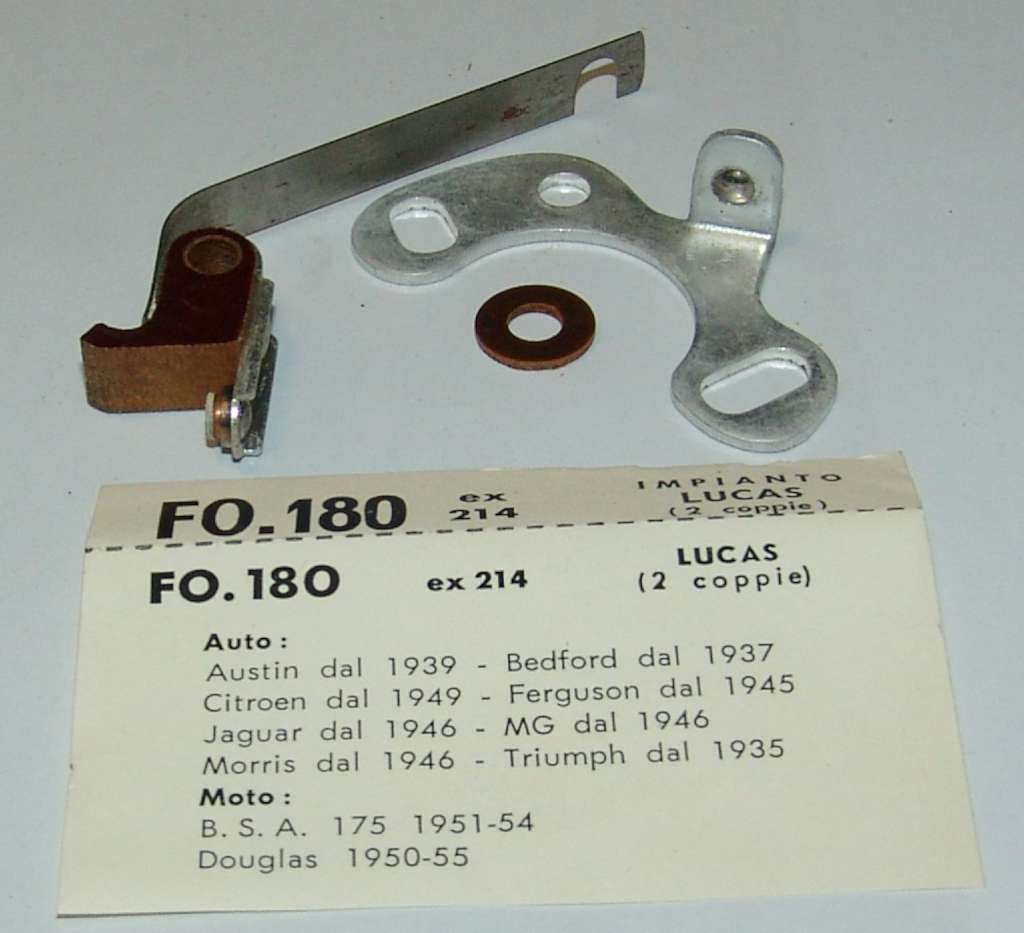 FO.180 ex 214 IMPIANTO LUCAS (2 coppie)
FO.180 ex 214 LUCAS (2 coppie)
Auto :
Austin dal 1939 - Bedford dal 1937
Citroen dal 1949 - Ferguson dal 1945
Jaguar dal 1946 - MG dal 1946
Morris dal 1946 - Triumph dal 1935
Moto :
B. S. A. 175 1951-54
Douglas 1950-55